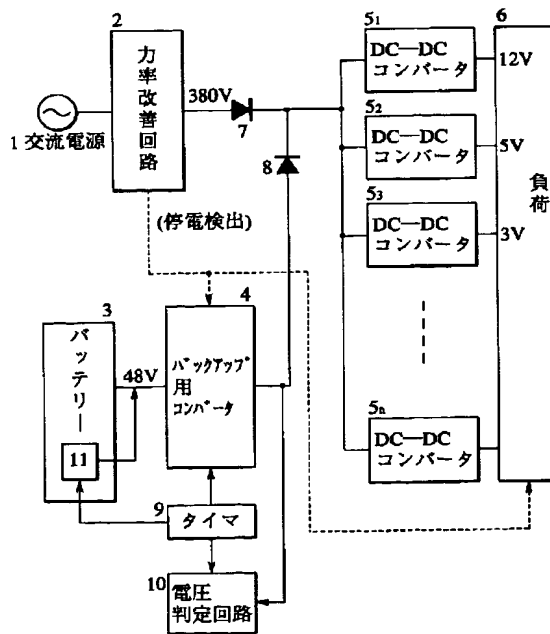 2
力率改善回路
1 交流電源
380V
7
8
(停電検出)
3
バッテリー
11
48V
4
バックアップ
用
コンバータ
9
タイマ
10
電圧
判定回路
51
DC—DC
コンバータ
12V
52
DC—DC
コンバータ
5V
53
DC—DC
コンバータ
3V
5n
DC—DC
コンバータ
6
負荷